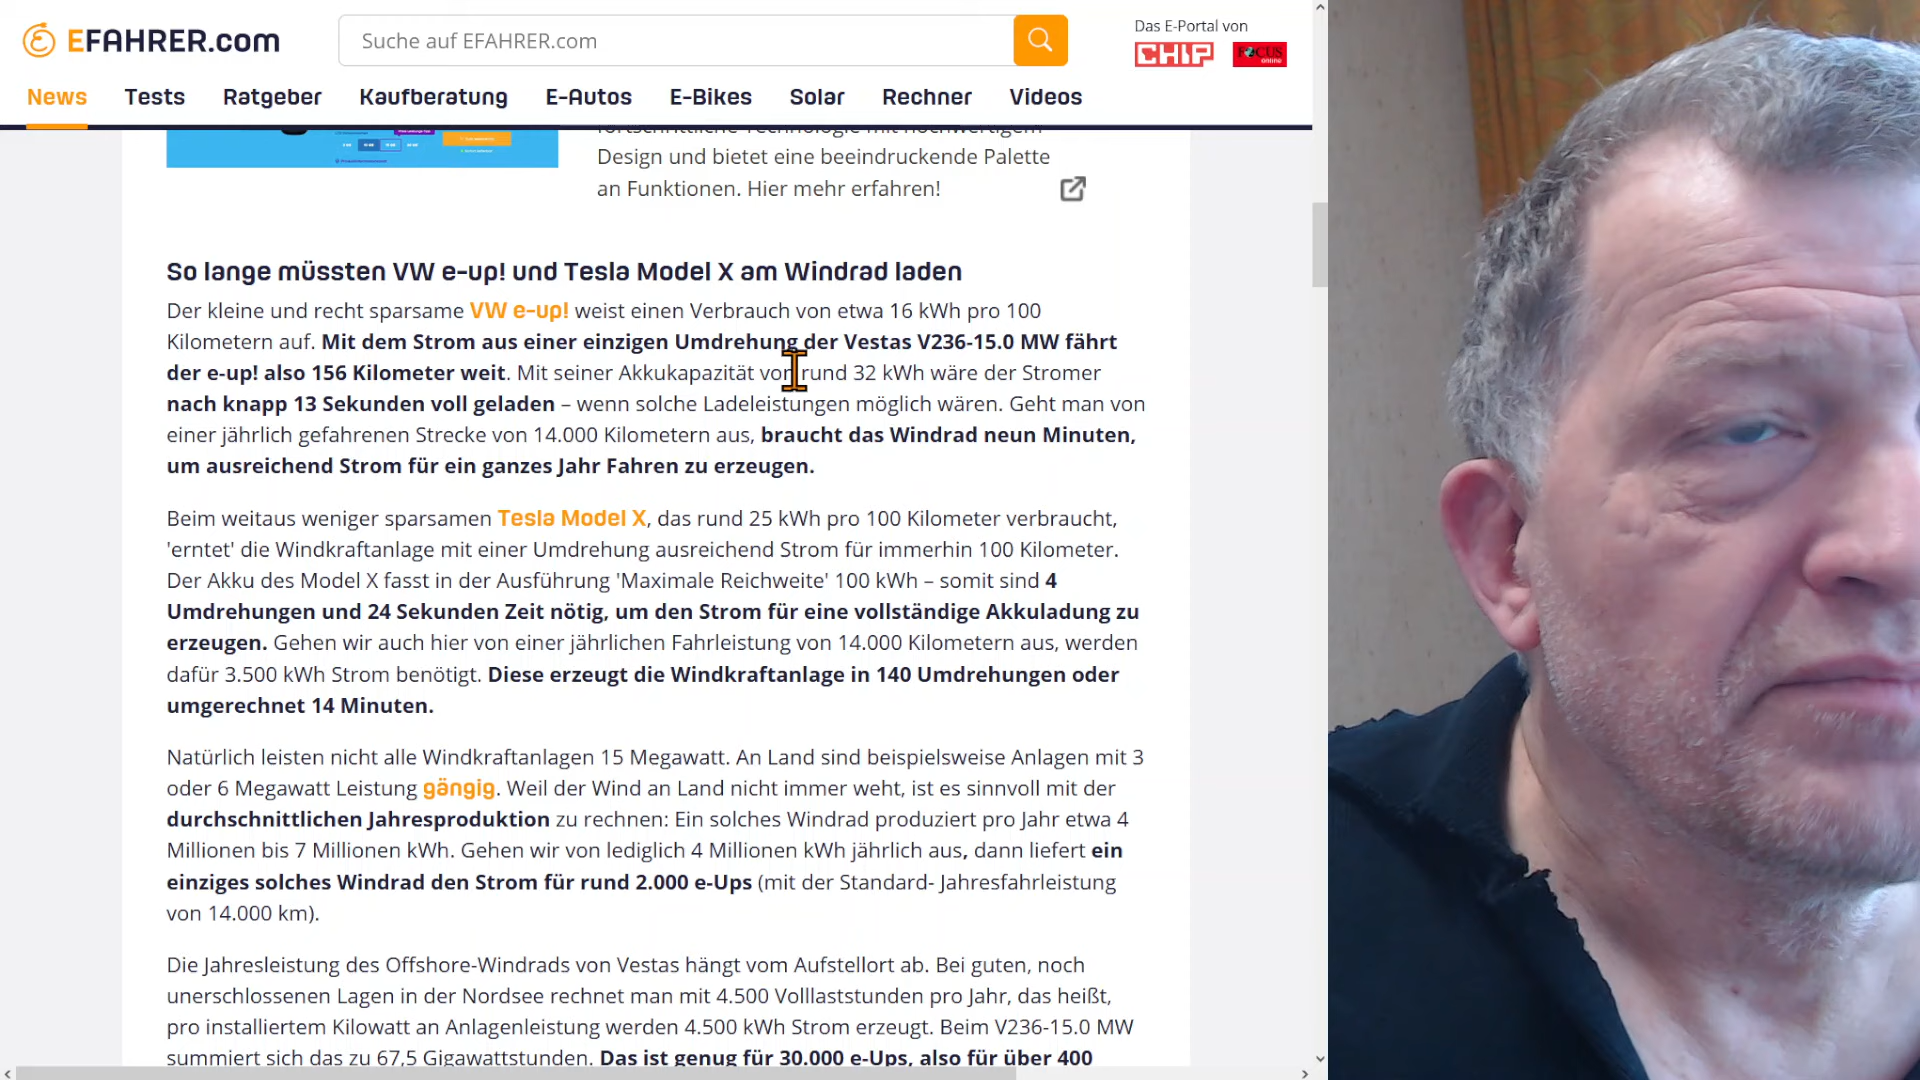 EFAHRER.com
Suche auf EFAHRER.com
Das E-Portal von
CHIP FOCUS online
News Tests Ratgeber Kaufberatung E-Autos E-Bikes Solar Rechner Videos
fortschrittliche Technologie mit hochwertigem
Design und bietet eine beeindruckende Palette
an Funktionen. Hier mehr erfahren!
So lange müssten VW e-up! und Tesla Model X am Windrad laden
Der kleine und recht sparsame VW e-up! weist einen Verbrauch von etwa 16 kWh pro 100
Kilometern auf. Mit dem Strom aus einer einzigen Umdrehung der Vestas V236-15.0 MW fährt
der e-up! also 156 Kilometer weit. Mit seiner Akkukapazität von rund 32 kWh wäre der Stromer
nach knapp 13 Sekunden voll geladen – wenn solche Ladeleistungen möglich wären. Geht man von
einer jährlich gefahrenen Strecke von 14.000 Kilometern aus, braucht das Windrad neun Minuten,
um ausreichend Strom für ein ganzes Jahr Fahren zu erzeugen.
Beim weitaus weniger sparsamen Tesla Model X, das rund 25 kWh pro 100 Kilometer verbraucht,
'erntet' die Windkraftanlage mit einer Umdrehung ausreichend Strom für immerhin 100 Kilometer.
Der Akku des Model X fasst in der Ausführung 'Maximale Reichweite' 100 kWh – somit sind 4
Umdrehungen und 24 Sekunden Zeit nötig, um den Strom für eine vollständige Akkuladung zu
erzeugen. Gehen wir auch hier von einer jährlichen Fahrleistung von 14.000 Kilometern aus, werden
dafür 3.500 kWh Strom benötigt. Diese erzeugt die Windkraftanlage in 140 Umdrehungen oder
umgerechnet 14 Minuten.
Natürlich leisten nicht alle Windkraftanlagen 15 Megawatt. An Land sind beispielsweise Anlagen mit 3
oder 6 Megawatt Leistung gängig. Weil der Wind an Land nicht immer weht, ist es sinnvoll mit der
durchschnittlichen Jahresproduktion zu rechnen: Ein solches Windrad produziert pro Jahr etwa 4
Millionen bis 7 Millionen kWh. Gehen wir von lediglich 4 Millionen kWh jährlich aus, dann liefert ein
einziges solches Windrad den Strom für rund 2.000 e-Ups (mit der Standard- Jahresfahrleistung
von 14.000 km).
Die Jahresleistung des Offshore-Windrads von Vestas hängt vom Aufstellort ab. Bei guten, noch
unerschlossenen Lagen in der Nordsee rechnet man mit 4.500 Volllaststunden pro Jahr, das heißt,
pro installiertem Kilowatt an Anlagenleistung werden 4.500 kWh Strom erzeugt. Beim V236-15.0 MW
summiert sich das zu 67,5 Gigawattstunden. Das ist genug für 30.000 e-Ups, also für über 400